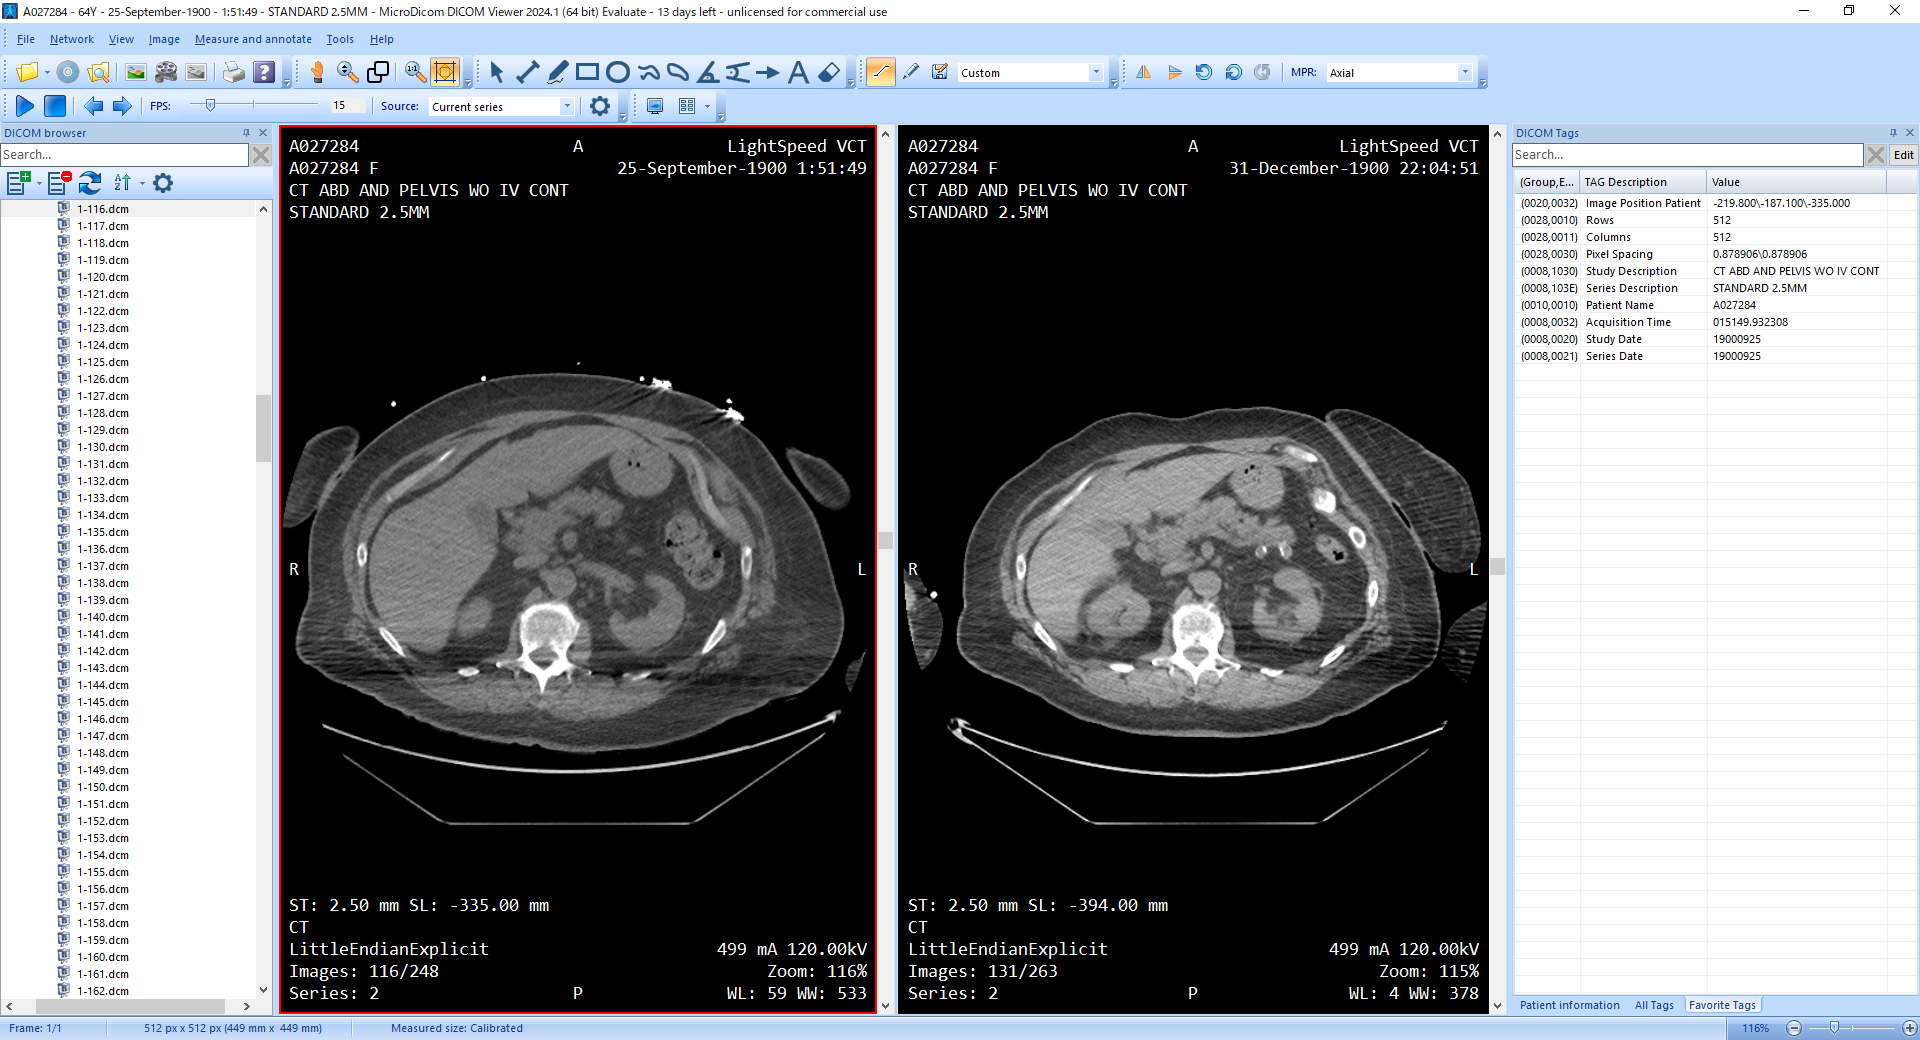 A027284 - 64Y - 25-September-1900 - 1:51:49 - STANDARD 2.5MM - MicroDicom DICOM Viewer 2024.1 (64 bit) Evaluate - 13 days left - unlicensed for commercial use
File Network View Image Measure and annotate Tools Help
1:1 Custom MPR: Axial
FPS: 15 Source: Current series
DICOM browser
Search...
1-116.dcm
1-117.dcm
1-118.dcm
1-119.dcm
1-120.dcm
1-121.dcm
1-122.dcm
1-123.dcm
1-124.dcm
1-125.dcm
1-126.dcm
1-127.dcm
1-128.dcm
1-129.dcm
1-130.dcm
1-131.dcm
1-132.dcm
1-133.dcm
1-134.dcm
1-135.dcm
1-136.dcm
1-137.dcm
1-138.dcm
1-139.dcm
1-140.dcm
1-141.dcm
1-142.dcm
1-143.dcm
1-144.dcm
1-145.dcm
1-146.dcm
1-147.dcm
1-148.dcm
1-149.dcm
1-150.dcm
1-151.dcm
1-152.dcm
1-153.dcm
1-154.dcm
1-155.dcm
1-156.dcm
1-157.dcm
1-158.dcm
1-159.dcm
1-160.dcm
1-161.dcm
1-162.dcm
A027284 A LightSpeed VCT
A027284 F 25-September-1900 1:51:49
CT ABD AND PELVIS WO IV CONT
STANDARD 2.5MM
R L
ST: 2.50 mm SL: -335.00 mm
CT
LittleEndianExplicit 499 mA 120.00kV
Images: 116/248 Zoom: 116%
Series: 2 P WL: 59 WW: 533
A027284 A LightSpeed VCT
A027284 F 31-December-1900 22:04:51
CT ABD AND PELVIS WO IV CONT
STANDARD 2.5MM
R L
ST: 2.50 mm SL: -394.00 mm
CT
LittleEndianExplicit 499 mA 120.00kV
Images: 131/263 Zoom: 115%
Series: 2 P WL: 4 WW: 378
DICOM Tags
Search... Edit
(Group,E... TAG Description Value
(0020,0032) Image Position Patient -219.800\-187.100\-335.000
(0028,0010) Rows 512
(0028,0011) Columns 512
(0028,0030) Pixel Spacing 0.878906\0.878906
(0008,1030) Study Description CT ABD AND PELVIS WO IV CONT
(0008,103E) Series Description STANDARD 2.5MM
(0010,0010) Patient Name A027284
(0008,0032) Acquisition Time 015149.932308
(0008,0020) Study Date 19000925
(0008,0021) Series Date 19000925
Patient information All Tags Favorite Tags
Frame: 1/1 512 px x 512 px (449 mm x 449 mm) Measured size: Calibrated 116%